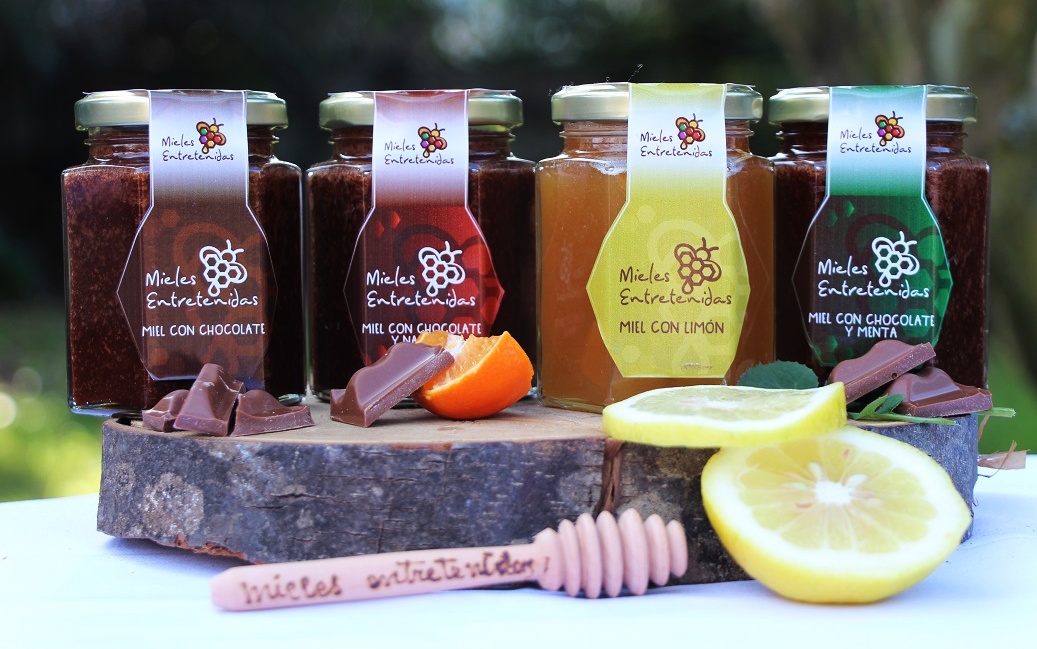 Mieles
Entretenidas
Mieles
Entretenidas
MIEL CON CHOCOLATE
Mieles
Entretenidas
Mieles
Entretenidas
MIEL CON CHOCOLATE
Y
Mieles
Entretenidas
Mieles
Entretenidas
MIEL CON LIMÓN
Mieles
Entretenidas
Mieles
Entretenidas
MIEL CON CHOCOLATE
Y MENTA
mieles entretenidas